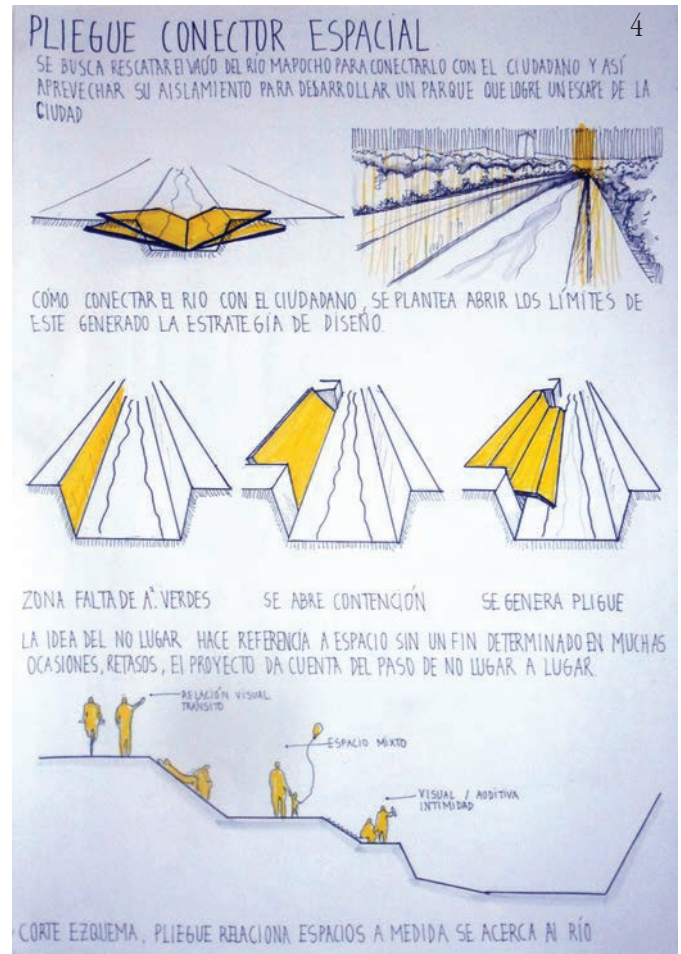 4
PLIEGUE CONECTOR ESPACIAL
SE BUSCA RESCATAR El VACÍO DEL RÍO MAPOCHO PARA CONECTARLO CON EL CIUDADANO Y ASÍ
APREVECHAR SU AISLAMIENTO PARA DESARROLLAR UN PARQUE QUE LOGRE UN ESCAPE DE LA
CIUDAD
CÓMO CONECTAR EL RIO CON EL CIUDADANO, SE PLANTEA ABRIR LOS LÍMITES DE
ESTE GENERADO LA ESTRATEGÍA DE DISEÑO.
ZONA FALTA DE A². VERDES
SE ABRE CONTENCIÓN
SE GENERA PLIGUE
LA IDEA DEL NO LUGAR HACE REFERENCIA A ESPACIO SIN UN FIN DETERMINADO EN MUCHAS
OCASIONES, RETASOS, El PROYECTO DA CUENTA DEL PASO DE NO LUGAR A LUGAR.
RELACIÓN VISUAL
TRANSITO
ESPACIO MIXTO
VISUAL / AUDITIVA
INTIMIDAD
CORTE EZQUEMA, PLIEGUE RELACIONA ESPACIOS A MEDIDA SE ACERCA Al RÍO